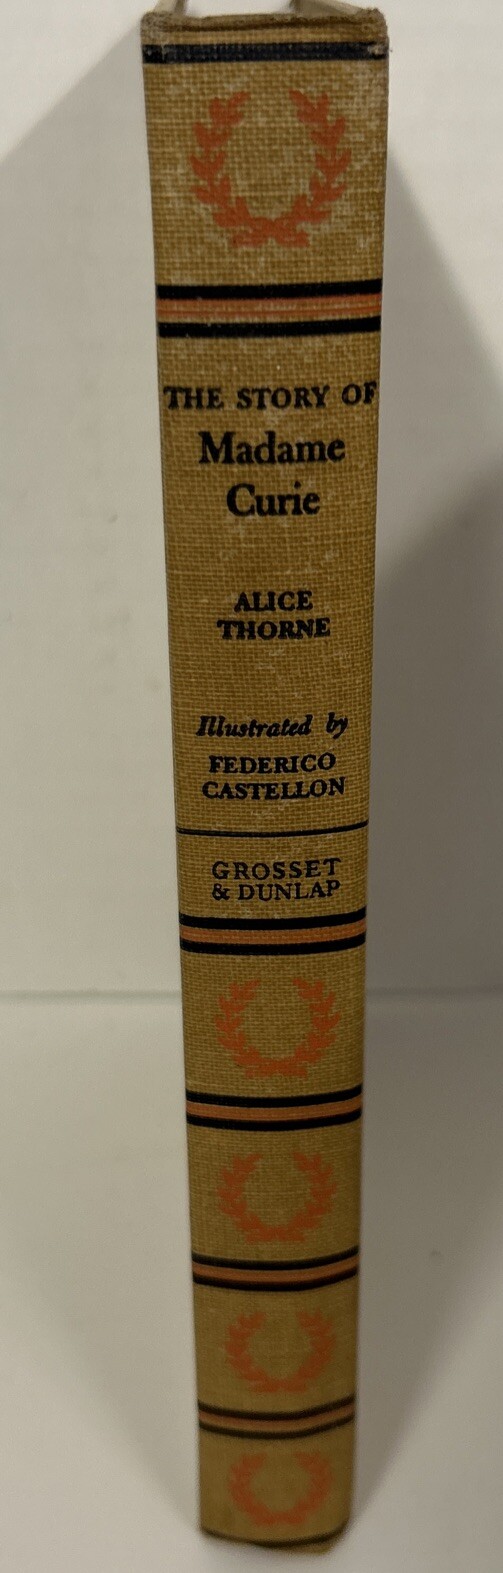 THE STORY OF
Madame
Curie
ALICE
THORNE
Illustrated by
FEDERICO
CASTELLON
GROSSET
& DUNLAP